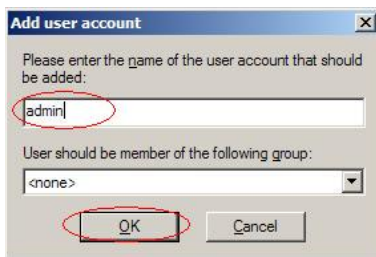 Add user account
Please enter the name of the user account that should
be added:
admin
User should be member of the following group:
<none>
OK
Cancel